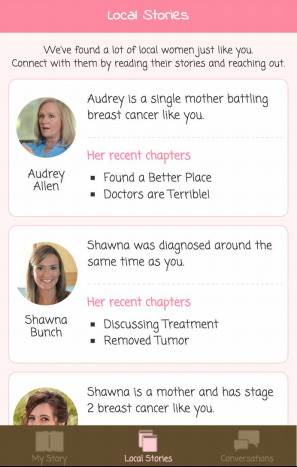 Local Stories
We've found a lot of local women just like you.
Connect with them by reading their stories and reaching out.
Audrey is a single mother battling
breast cancer like you.
Audrey
Allen
Her recent chapters
Found a Better Place
Doctors are Terrible!
Shawna was diagnosed around the
same time as you.
Shawna
Bunch
Her recent chapters
Discussing Treatment
Removed Tumor
Shawna is a mother and has stage
2 breast cancer like you.
My Story
Local Stories
Conversations